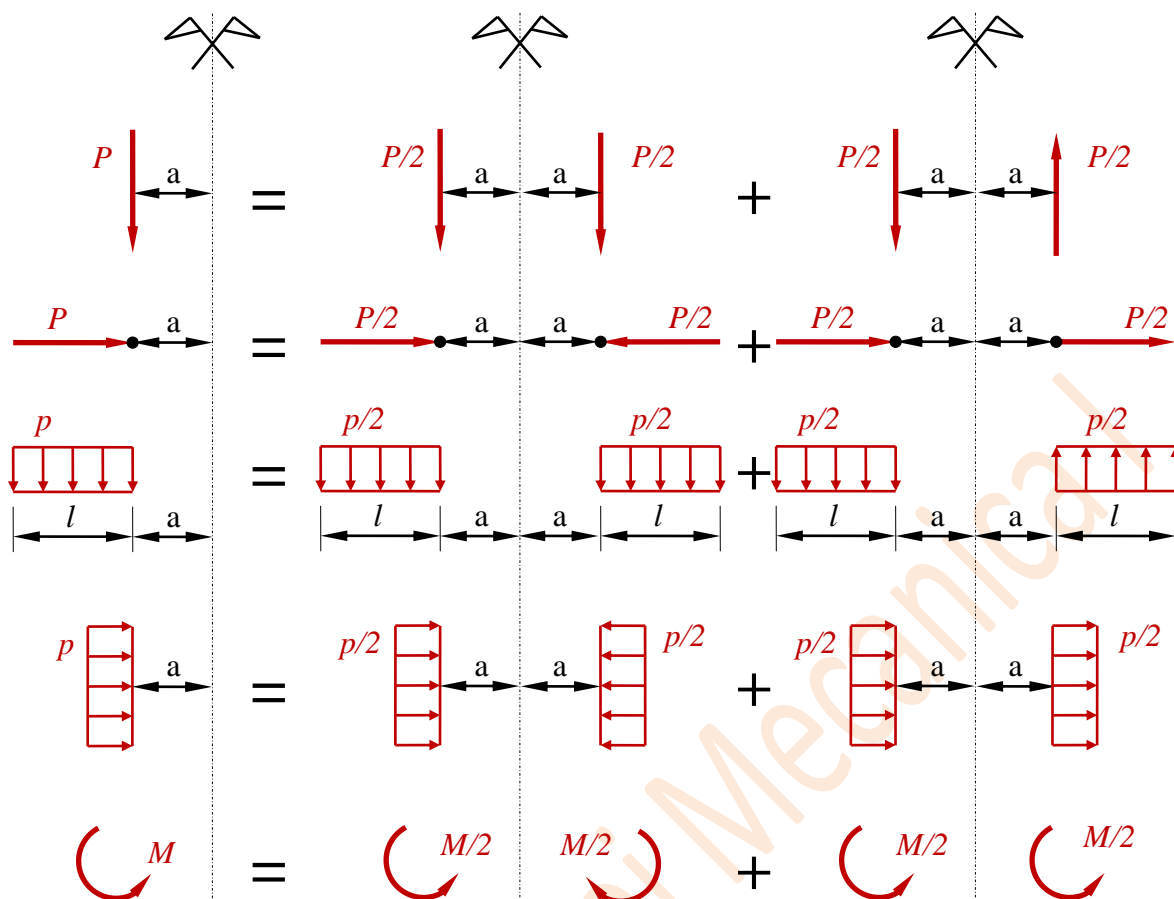 P a = P/2 a a P/2 + P/2 a a P/2
P a = P/2 a a P/2 + P/2 a a P/2
p = p/2 p/2 + p/2 p/2
l a l a a l l a a l
p a = p/2 a a p/2 + p/2 a a p/2
M = M/2 M/2 + M/2 M/2
Mecanica I